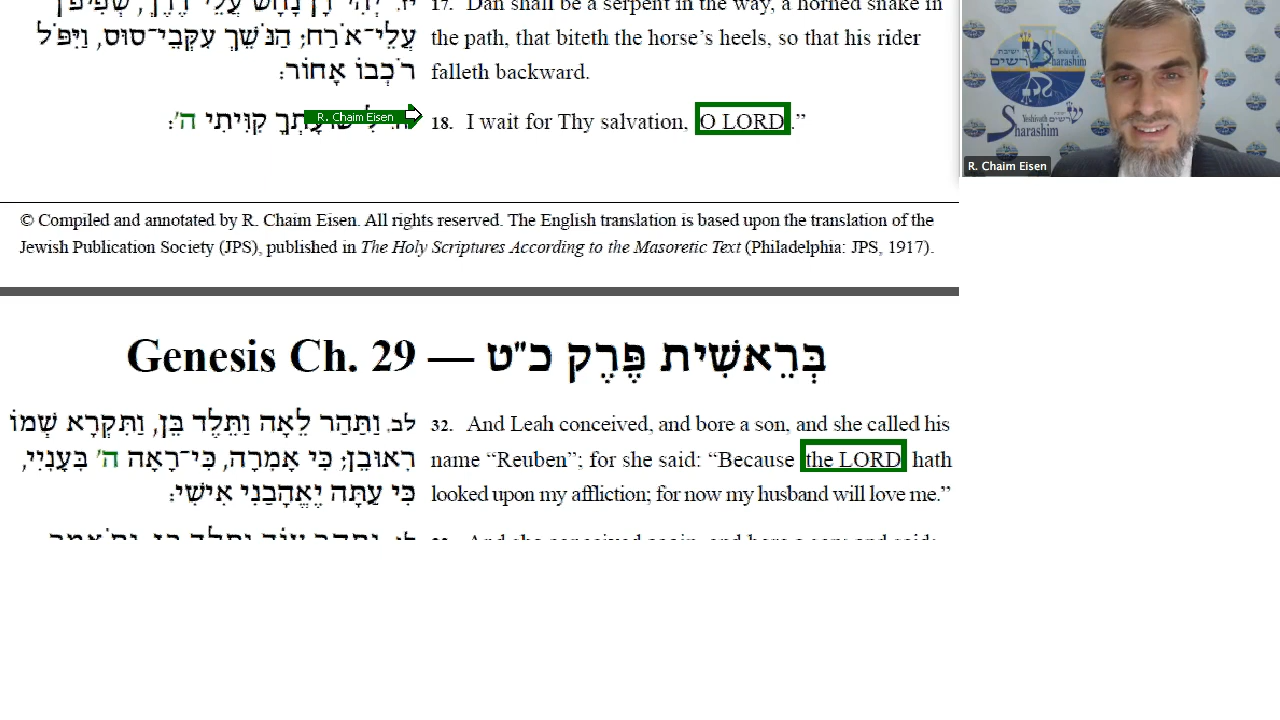 17. Dan shall be a serpent in the way, a horned snake in
the path, that biteth the horse's heels, so that his rider
falleth backward.
עֲלֵי־אֹרַח; הַנֹּשֵׁךְ עִקְּבֵי־סוּס, וַיִּפֹּל
רֹכְבוֹ אָחוֹר:
18. I wait for Thy salvation, O LORD."
קִוִּיתִי ה':
R. Chaim Eisen
© Compiled and annotated by R. Chaim Eisen. All rights reserved. The English translation is based upon the translation of the
Jewish Publication Society (JPS), published in The Holy Scriptures According to the Masoretic Text (Philadelphia: JPS, 1917).
Genesis Ch. 29 — בְּרֵאשִׁית פֶּרֶק כ"ט
32. And Leah conceived, and bore a son, and she called his
name "Reuben"; for she said: "Because the LORD hath
looked upon my affliction; for now my husband will love me."
לב. וַתַּהַר לֵאָה וַתֵּלֶד בֵּן, וַתִּקְרָא שְׁמוֹ
רְאוּבֵן; כִּי אָמְרָה, כִּי־רָאָה ה' בְּעָנְיִי,
כִּי עַתָּה יֶאֱהָבַנִי אִישִׁי:
Yeshivath
Sharashim
ישיבת
שרשים
Yeshivath
Sharashim
R. Chaim Eisen